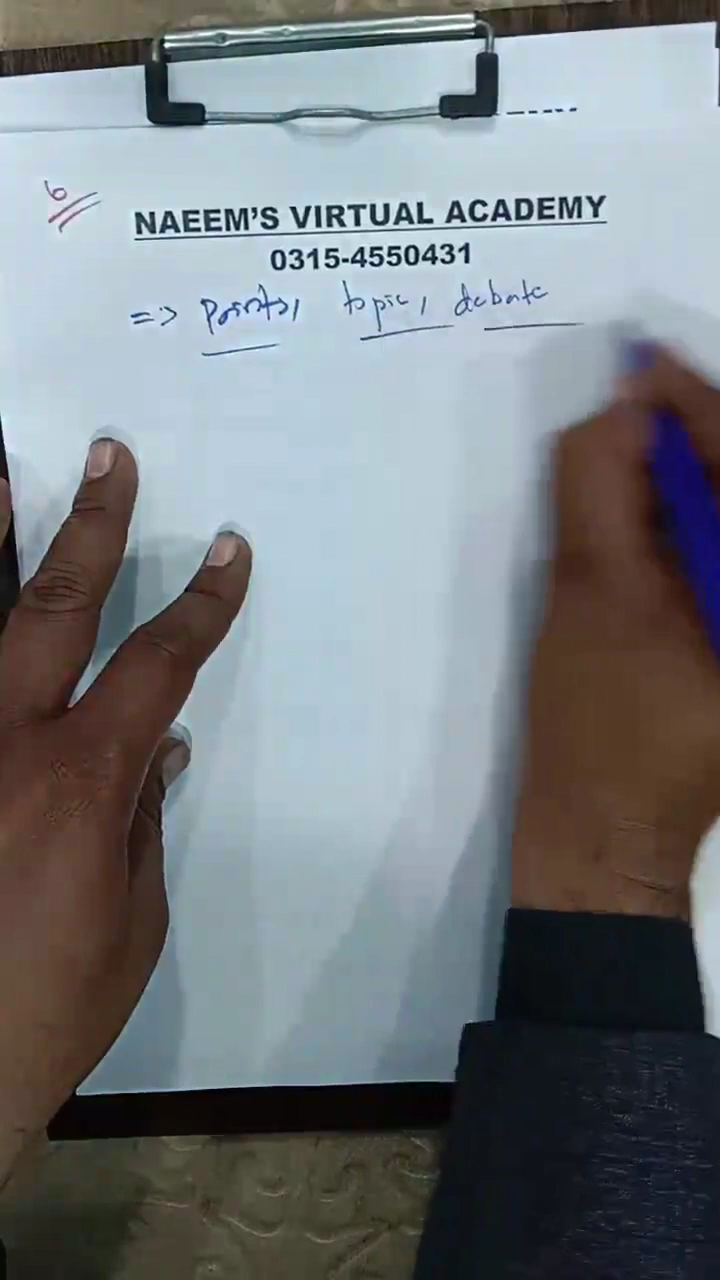 6
NAEEM'S VIRTUAL ACADEMY
0315-4550431
=> Points, topic, debate